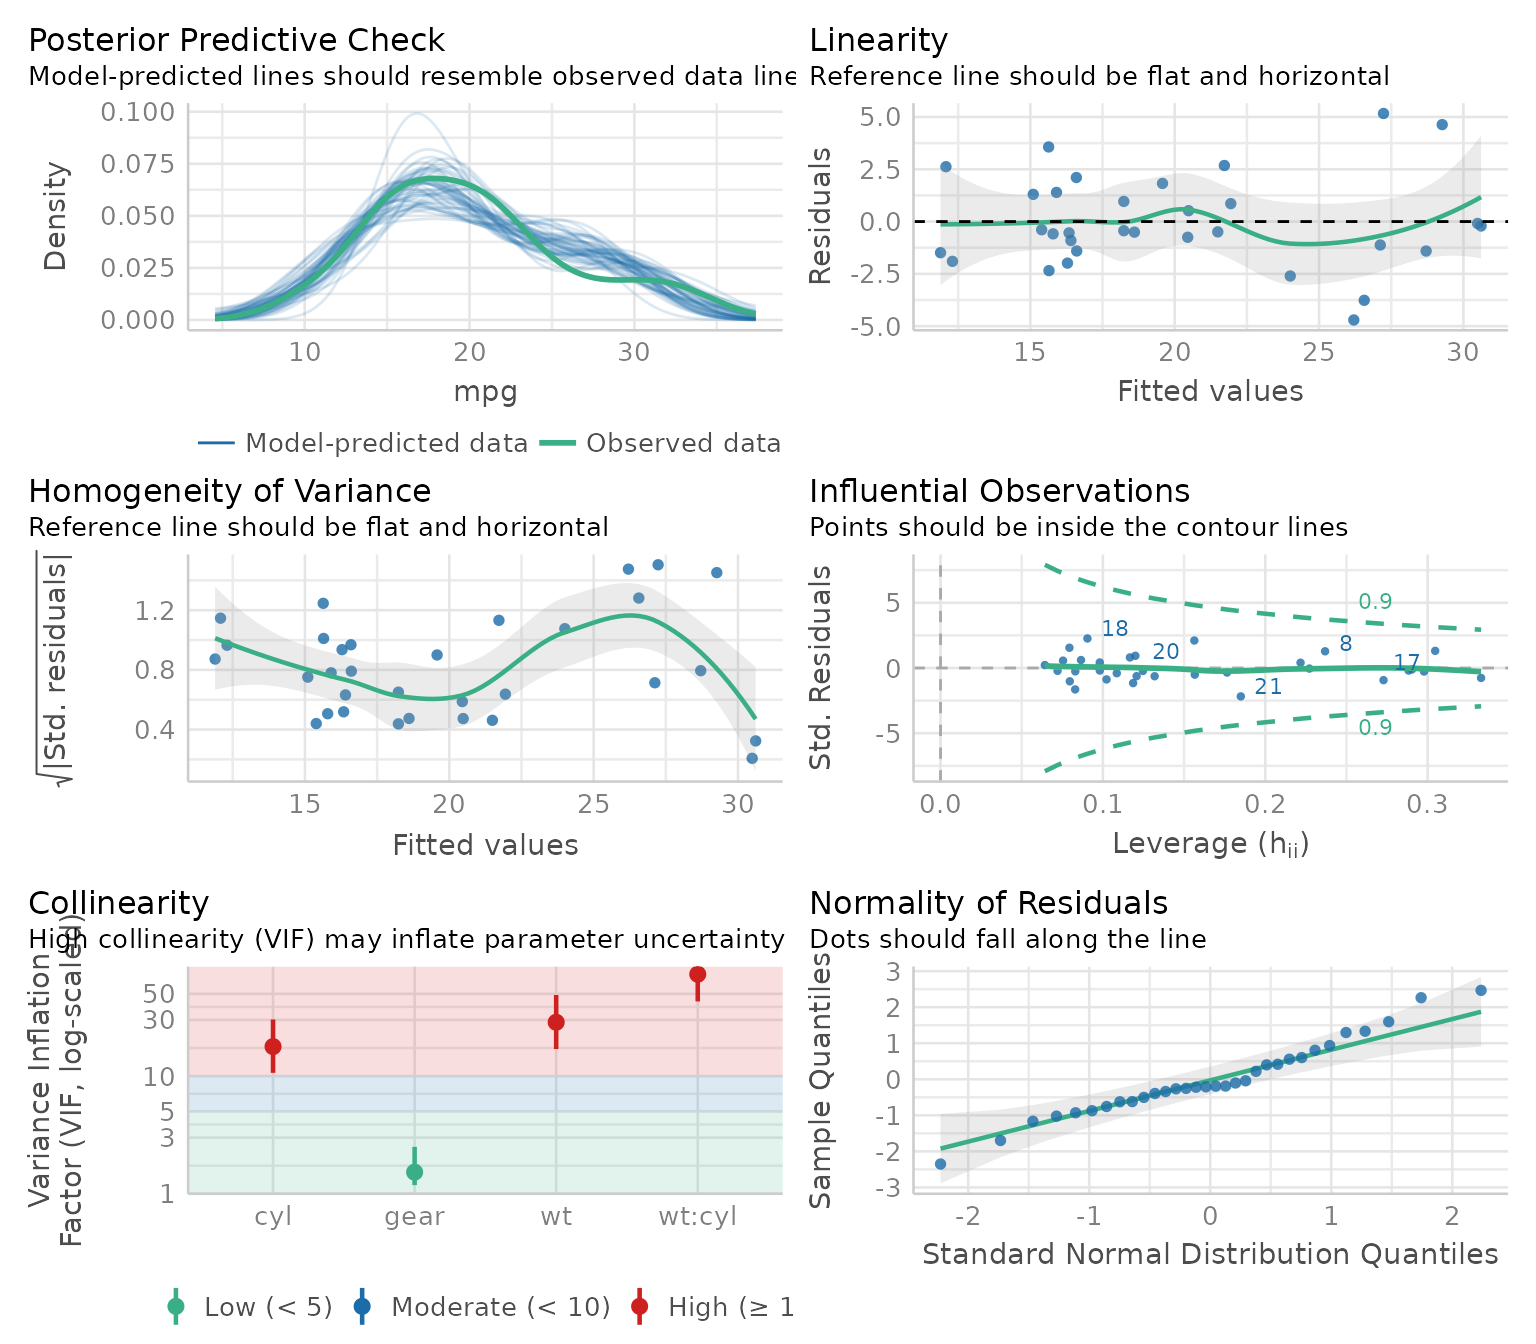 Posterior Predictive Check
Model-predicted lines should resemble observed data line
Density
0.100
0.075
0.050
0.025
0.000
10 20 30
mpg
Model-predicted data Observed data
Linearity
Reference line should be flat and horizontal
Residuals
5.0
2.5
0.0
-2.5
-5.0
15 20 25 30
Fitted values
Homogeneity of Variance
Reference line should be flat and horizontal
√|Std. residuals|
1.2
0.8
0.4
15 20 25 30
Fitted values
Influential Observations
Points should be inside the contour lines
Std. Residuals
5
0
-5
0.9
18
20
8
17
21
0.9
0.0 0.1 0.2 0.3
Leverage (hii)
Collinearity
High collinearity (VIF) may inflate parameter uncertainty
Variance Inflation
Factor (VIF, log-scaled)
50
30
10
5
3
1
cyl gear wt wt:cyl
Low (< 5) Moderate (< 10) High (≥ 1
Normality of Residuals
Dots should fall along the line
Sample Quantiles
3
2
1
0
-1
-2
-3
-2 -1 0 1 2
Standard Normal Distribution Quantiles